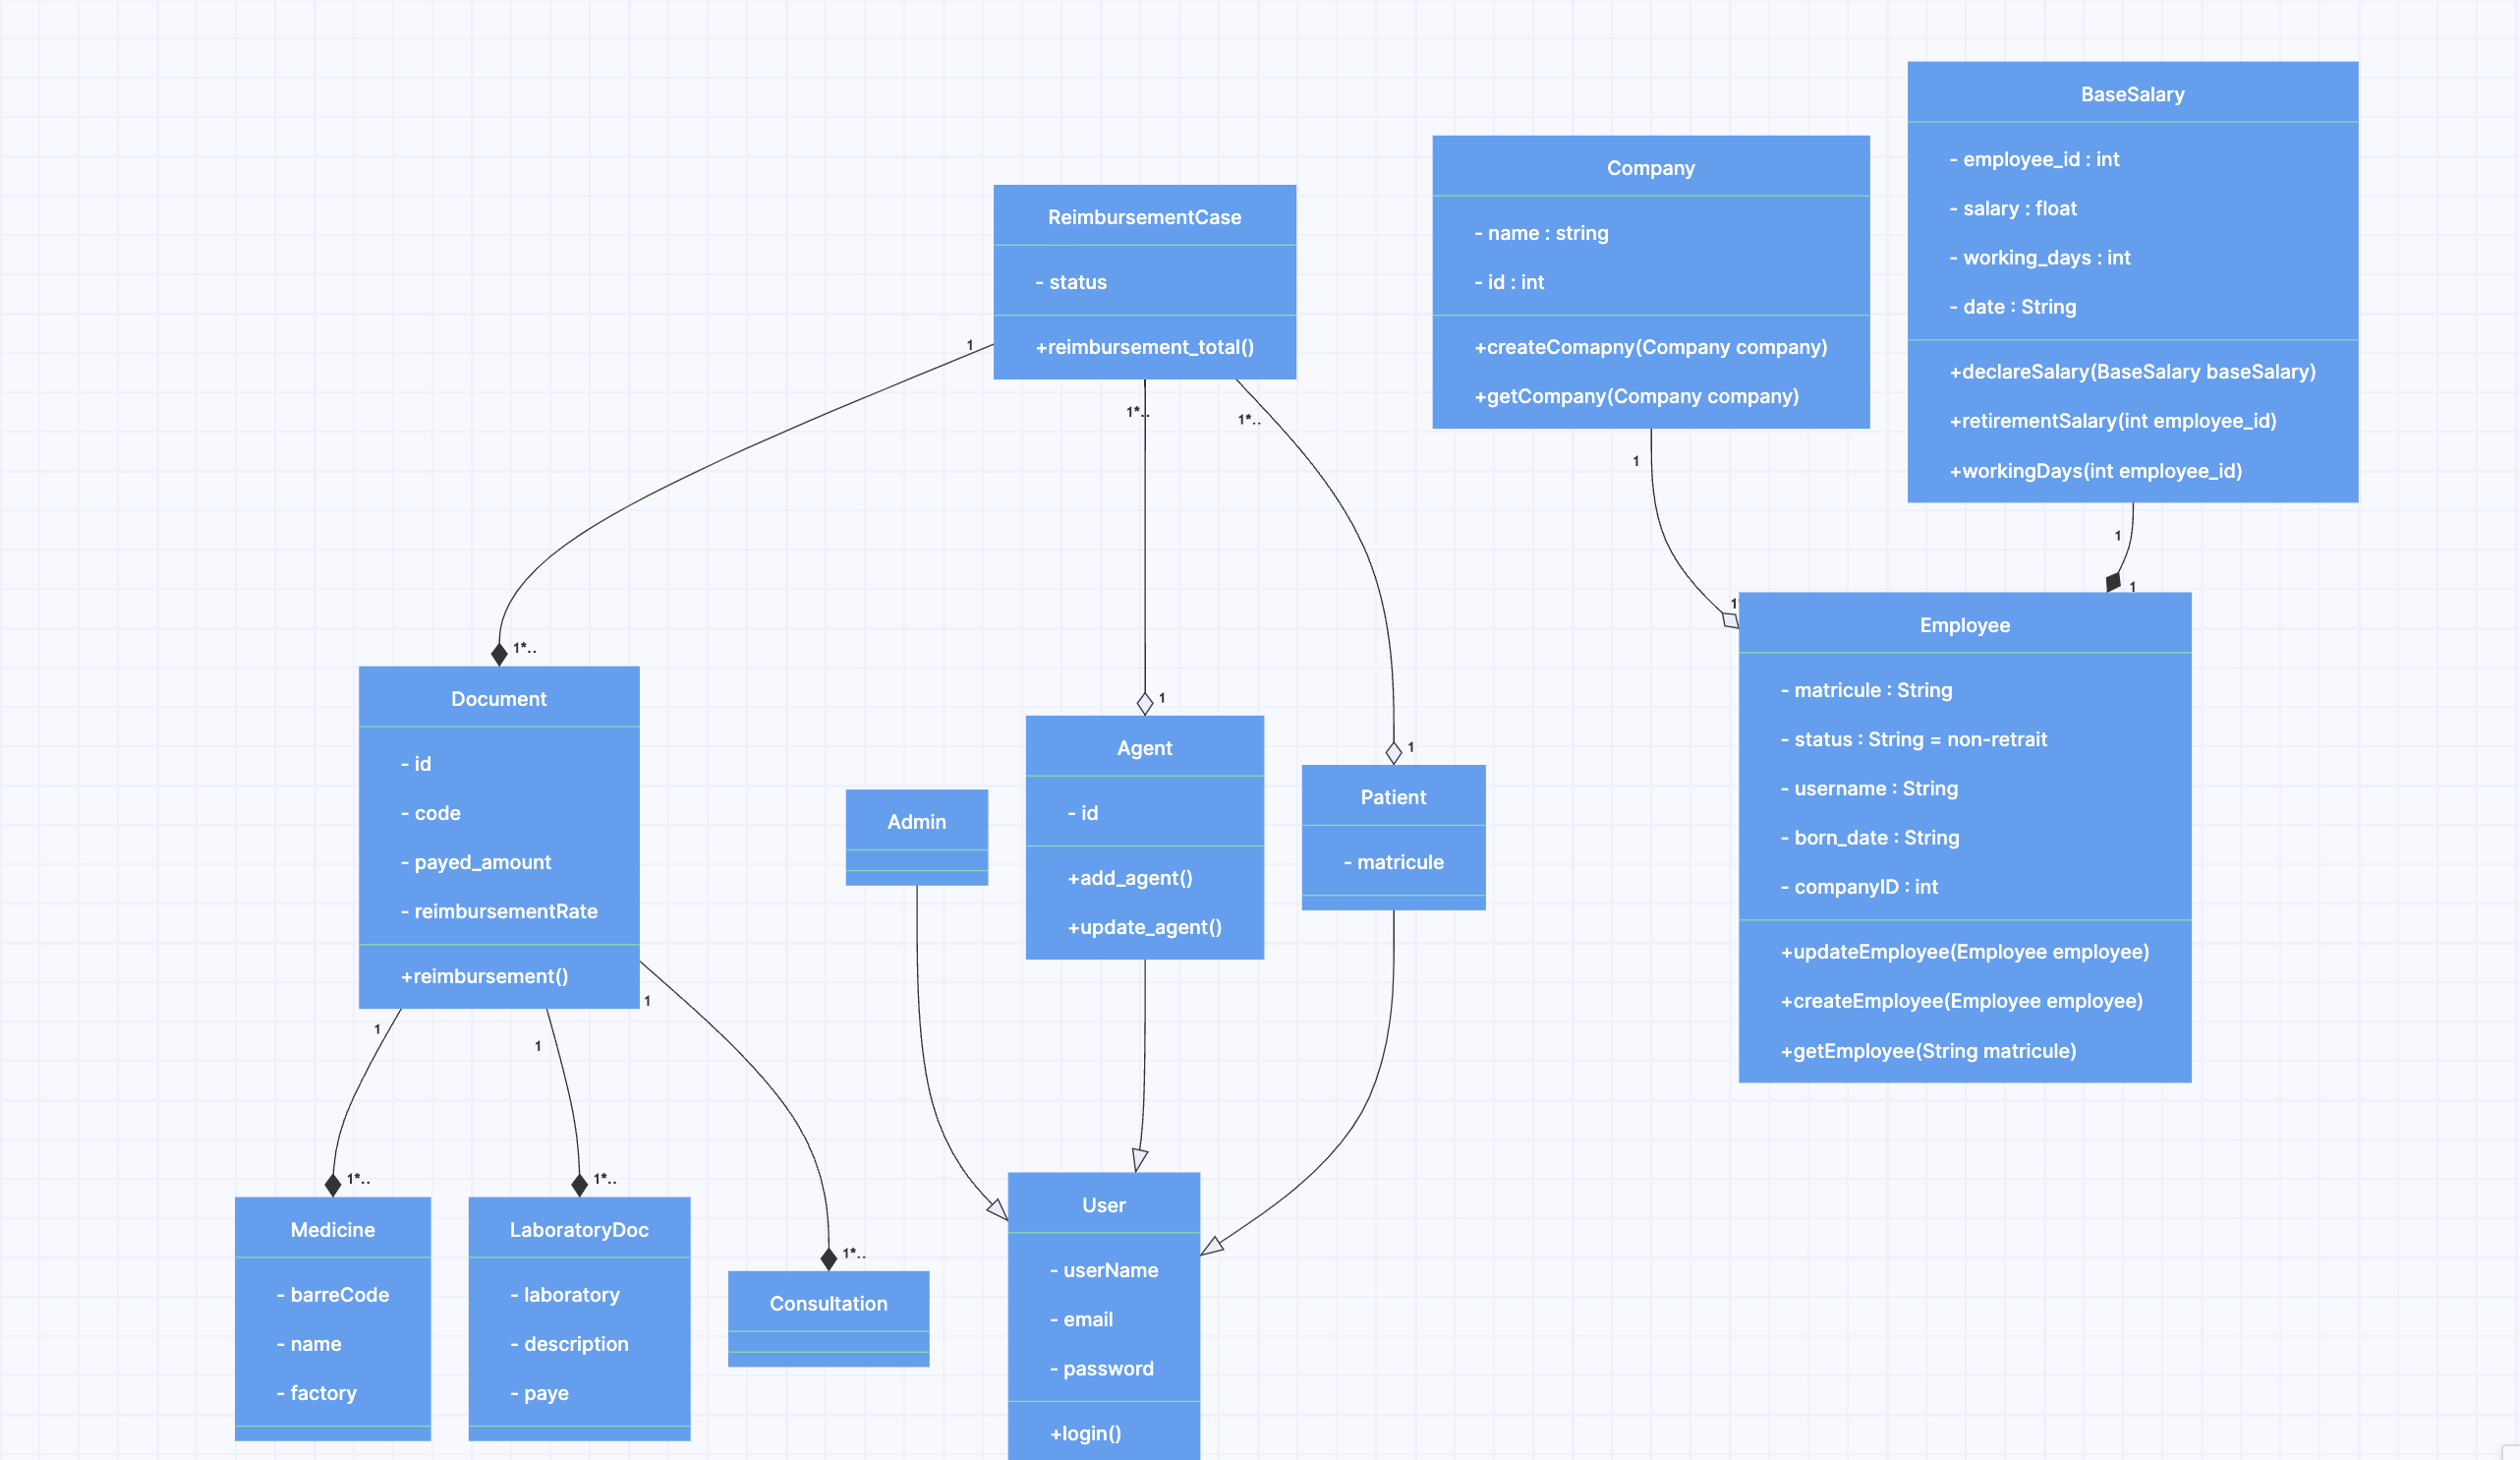 BaseSalary
- employee_id : int
- salary : float
- working_days : int
- date : String
+declareSalary(BaseSalary baseSalary)
+retirementSalary(int employee_id)
+workingDays(int employee_id)
1
1
Company
- name : string
- id : int
+createComapny(Company company)
+getCompany(Company company)
1
1
ReimbursementCase
- status
+reimbursement_total()
1
1*..
1*..
Employee
- matricule : String
- status : String = non-retrait
- username : String
- born_date : String
- companyID : int
+updateEmployee(Employee employee)
+createEmployee(Employee employee)
+getEmployee(String matricule)
1*..
Document
- id
- code
- payed_amount
- reimbursementRate
+reimbursement()
1
1
1
1
Agent
- id
+add_agent()
+update_agent()
1
Patient
- matricule
Admin
1*..
Medicine
- barreCode
- name
- factory
1*..
LaboratoryDoc
- laboratory
- description
- paye
1*..
Consultation
User
- userName
- email
- password
+login()